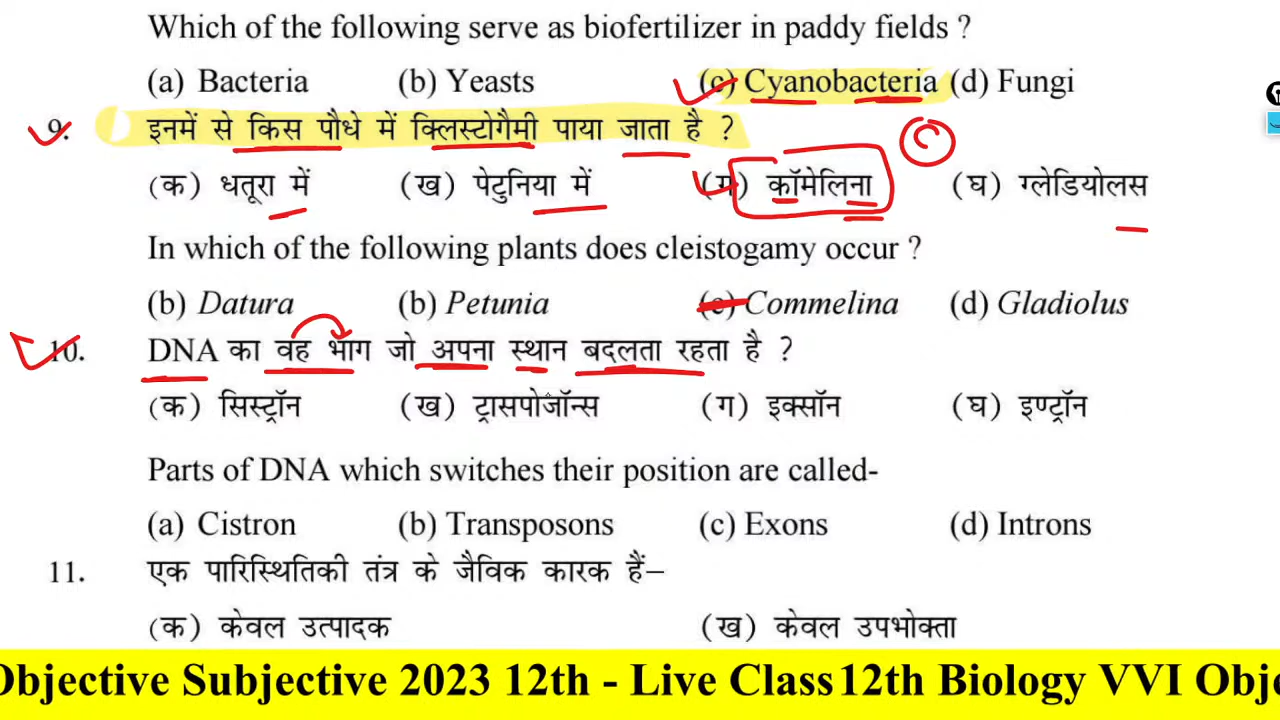 Which of the following serve as biofertilizer in paddy fields ?
(a) Bacteria (b) Yeasts (c) Cyanobacteria (d) Fungi
9. इनमें से किस पौधे में क्लिस्टोगैमी पाया जाता है ?
(क) धतूरा में (ख) पेटुनिया में (ग) कॉमेलिना (घ) ग्लेडियोलस
In which of the following plants does cleistogamy occur ?
(b) Datura (b) Petunia (c) Commelina (d) Gladiolus
10. DNA का वह भाग जो अपना स्थान बदलता रहता है ?
(क) सिस्ट्रॉन (ख) ट्रासपोजॉन्स (ग) इक्सॉन (घ) इण्ट्रॉन
Parts of DNA which switches their position are called-
(a) Cistron (b) Transposons (c) Exons (d) Introns
11. एक पारिस्थितिकी तंत्र के जैविक कारक हैं–
(क) केवल उत्पादक (ख) केवल उपभोक्ता
Objective Subjective 2023 12th - Live Class 12th Biology VVI Obje